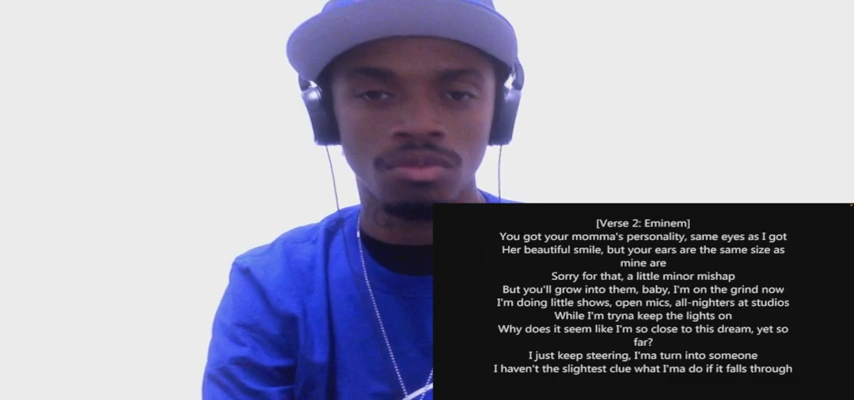 [Verse 2: Eminem]
You got your momma's personality, same eyes as I got
Her beautiful smile, but your ears are the same size as
mine are
Sorry for that, a little minor mishap
But you'll grow into them, baby, I'm on the grind now
I'm doing little shows, open mics, all-nighters at studios
While I'm tryna keep the lights on
Why does it seem like I'm so close to this dream, yet so
far?
I just keep steering, I'ma turn into someone
I haven't the slightest clue what I'ma do if it falls through